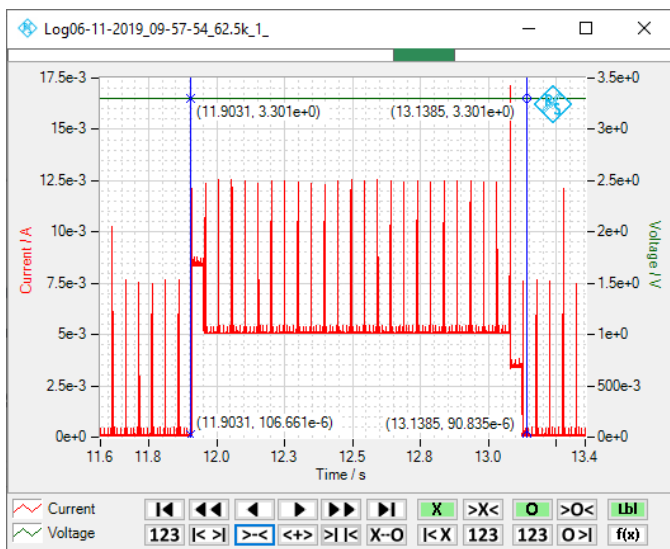 Log06-11-2019_09-57-54_62.5k_1_
17.5e-3
15e-3
12.5e-3
10e-3
7.5e-3
5e-3
2.5e-3
0e+0
Current / A
(11.9031, 3.301e+0)
(13.1385, 3.301e+0)
R&S
(11.9031, 106.661e-6)
(13.1385, 90.835e-6)
3.5e+0
3e+0
2.5e+0
2e+0
1.5e+0
1e+0
500e-3
0e+0
Voltage / V
11.6 11.8 12.0 12.3 12.5 12.8 13.0 13.4
Time / s
Current X >X< O >O< Lbl
Voltage 123 |< >| >-< <+> >| |< X--O |< X 123 123 O >| f(x)